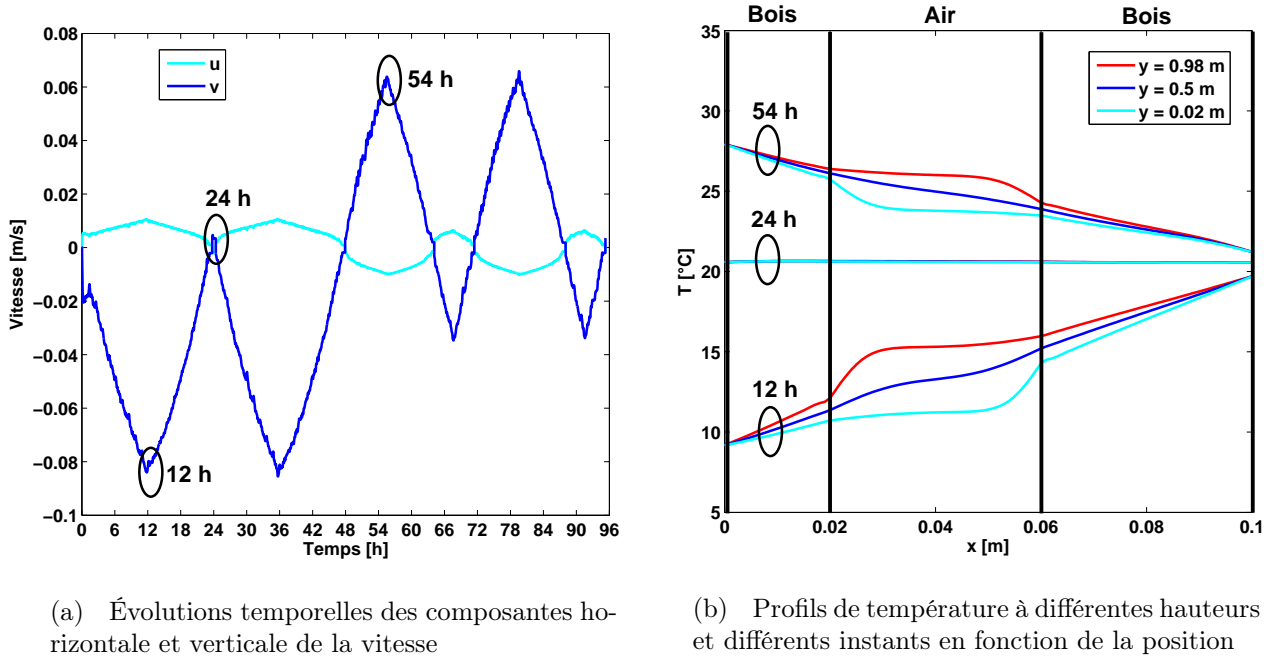 0.08
0.06
0.04
0.02
0
−0.02
−0.04
−0.06
−0.08
−0.1
Vitesse [m/s]
u
v
54 h
24 h
12 h
0 6 12 18 24 30 36 42 48 54 60 66 72 78 84 90 96
Temps [h]
(a) Évolutions temporelles des composantes ho-
rizontale et verticale de la vitesse
Bois Air Bois
35
30
25
20
15
10
5
T [°C]
y = 0.98 m
y = 0.5 m
y = 0.02 m
54 h
24 h
12 h
0 0.02 0.04 0.06 0.08 0.1
x [m]
(b) Profils de température à différentes hauteurs
et différents instants en fonction de la position